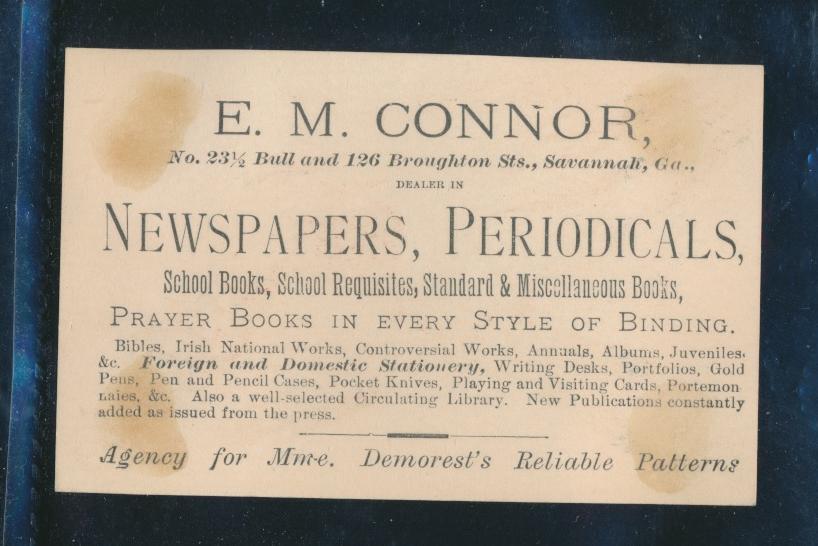 E. M. CONNOR,
No. 23½ Bull and 126 Broughton Sts., Savannah, Ga.,
DEALER IN
NEWSPAPERS, PERIODICALS,
School Books, School Requisites, Standard & Miscellaneous Books,
PRAYER BOOKS IN EVERY STYLE OF BINDING.
Bibles, Irish National Works, Controversial Works, Annuals, Albums, Juveniles.
&c. Foreign and Domestic Stationery, Writing Desks, Portfolios, Gold
Pens, Pen and Pencil Cases, Pocket Knives, Playing and Visiting Cards, Portemon
naies, &c. Also a well-selected Circulating Library. New Publications constantly
added as issued from the press.
Agency for Mme. Demorest's Reliable Patterns